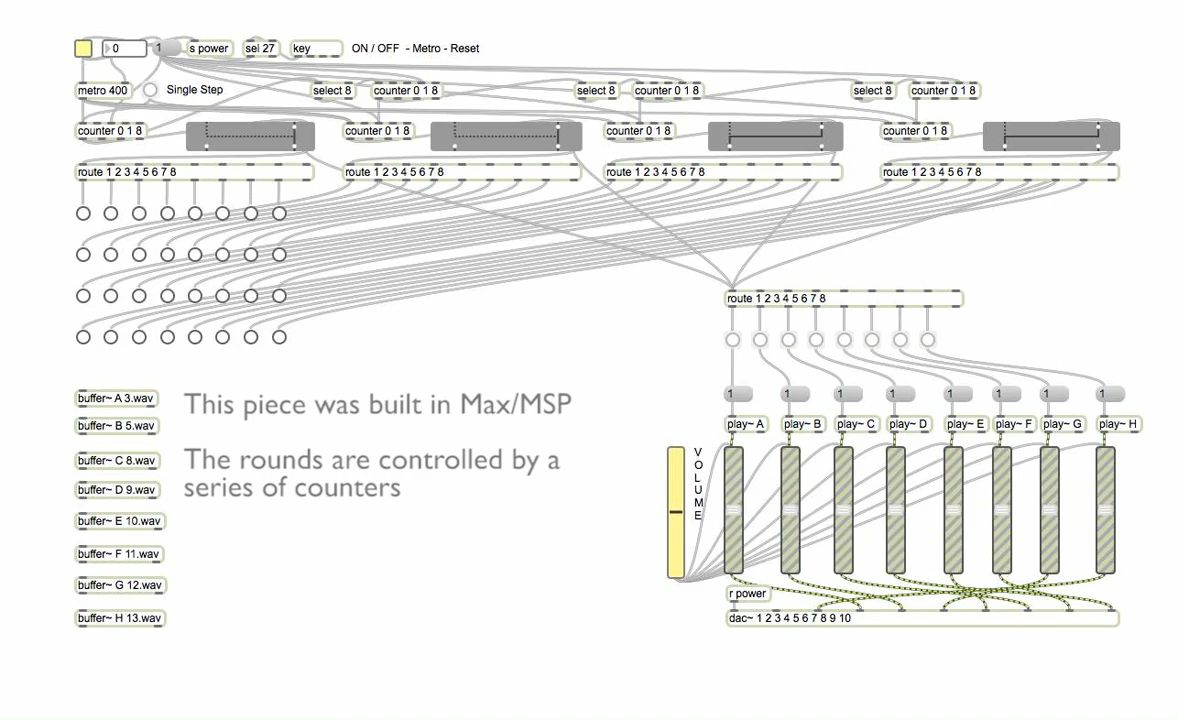 0
1
s power
sel 27
key
ON / OFF  - Metro - Reset
metro 400
Single Step
select 8
counter 0 1 8
select 8
counter 0 1 8
select 8
counter 0 1 8
counter 0 1 8
counter 0 1 8
counter 0 1 8
counter 0 1 8
route 1 2 3 4 5 6 7 8
route 1 2 3 4 5 6 7 8
route 1 2 3 4 5 6 7 8
route 1 2 3 4 5 6 7 8
route 1 2 3 4 5 6 7 8
1
1
1
1
1
1
1
1
buffer~ A 3.wav
buffer~ B 5.wav
buffer~ C 8.wav
buffer~ D 9.wav
buffer~ E 10.wav
buffer~ F 11.wav
buffer~ G 12.wav
buffer~ H 13.wav
This piece was built in Max/MSP
The rounds are controlled by a
series of counters
play~ A
play~ B
play~ C
play~ D
play~ E
play~ F
play~ G
play~ H
VOLUME
r power
dac~ 1 2 3 4 5 6 7 8 9 10